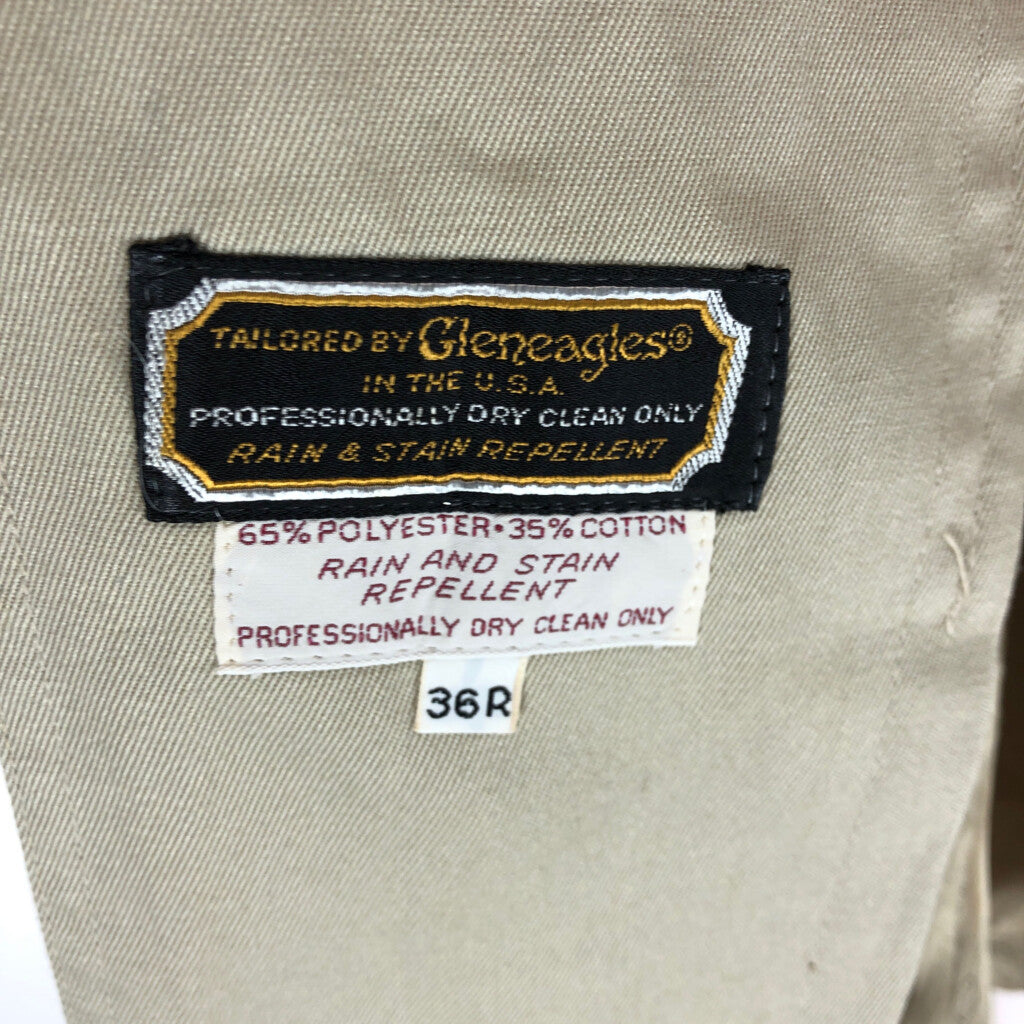 TAILORED BY Gleneagles®
IN THE U.S.A.
PROFESSIONALLY DRY CLEAN ONLY
RAIN & STAIN REPELLENT
65% POLYESTER • 35% COTTON
RAIN AND STAIN
REPELLENT
PROFESSIONALLY DRY CLEAN ONLY
36R